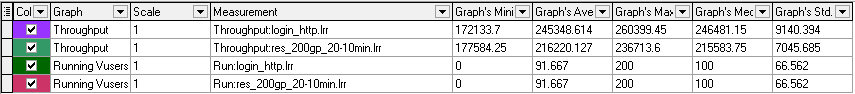 Col Graph Scale Measurement Graph's Mini Graph's Ave Graph's Max Graph's Med Graph's Std.
Throughput 1 Throughput:login_http.lrr 172133.7 245348.614 260399.45 246481.15 9140.394
Throughput 1 Throughput:res_200gp_20-10min.lrr 177584.25 216220.127 236713.6 215583.75 7045.685
Running Vusers 1 Run:login_http.lrr 0 91.667 200 100 66.562
Running Vusers 1 Run:res_200gp_20-10min.lrr 0 91.667 200 100 66.562